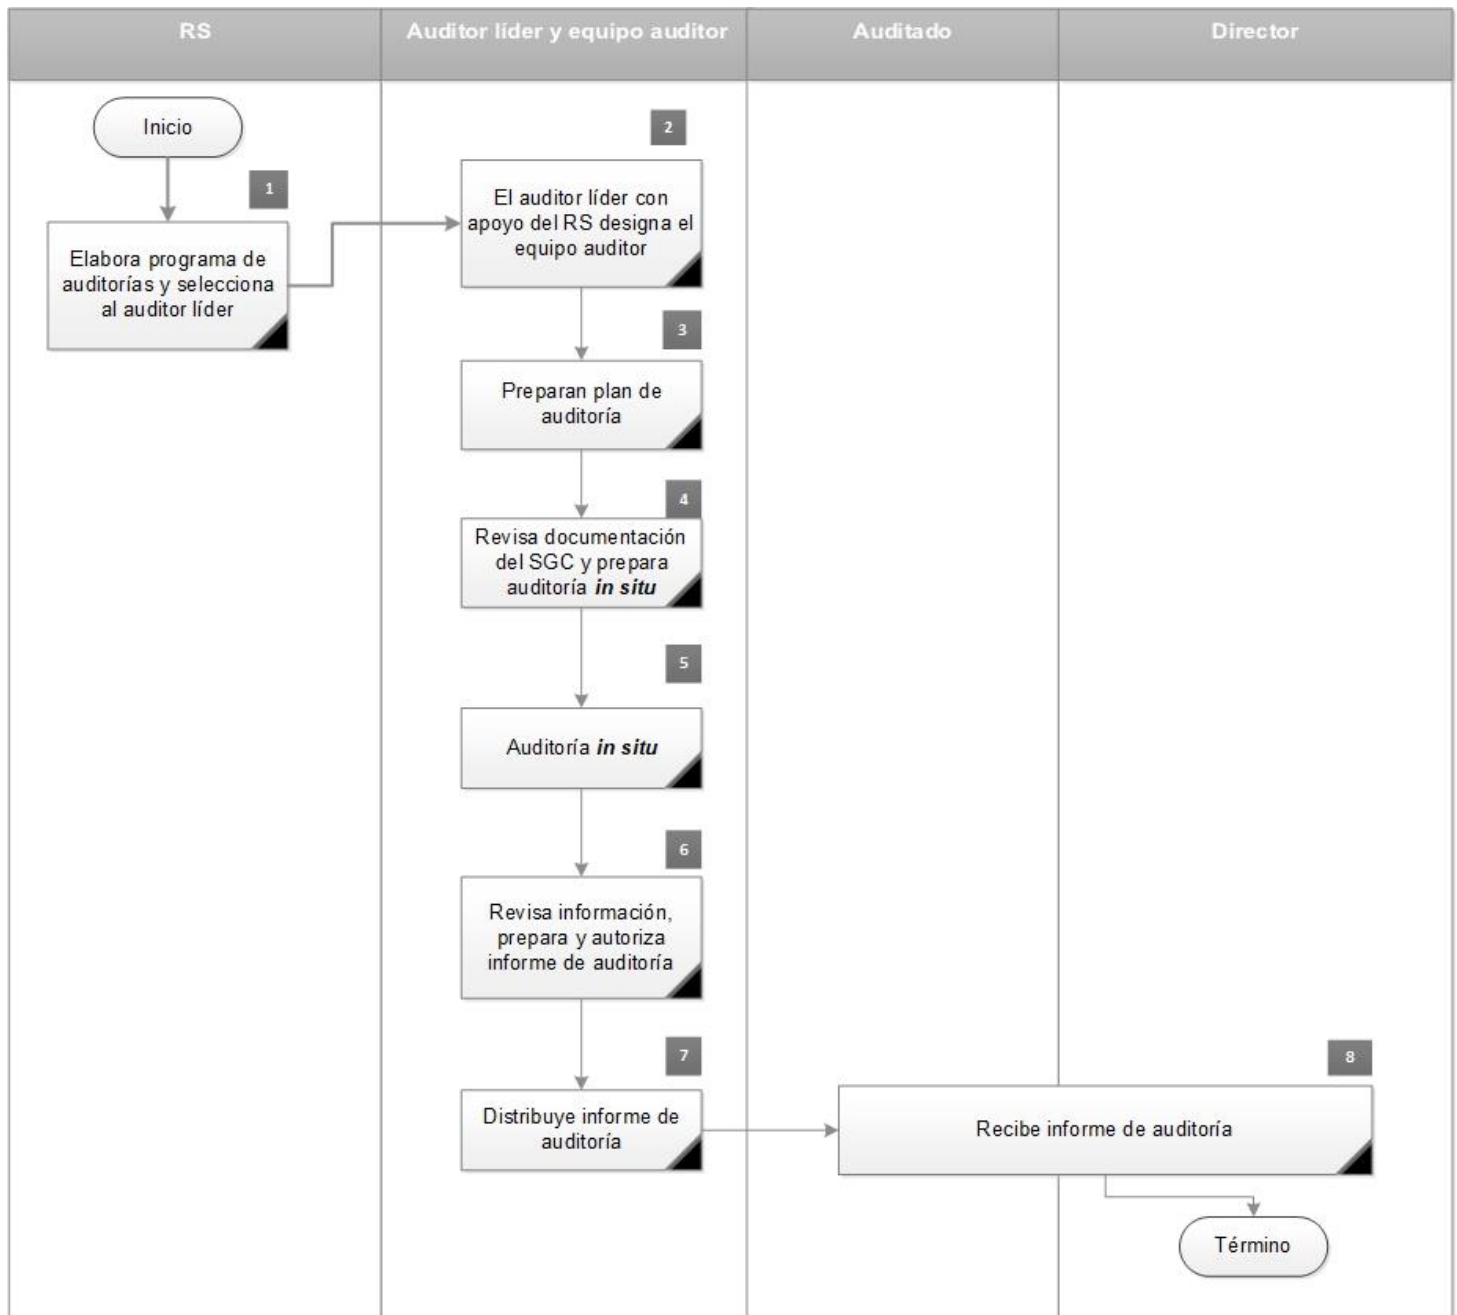 RS
Auditor líder y equipo auditor
Auditado
Director
Inicio
1
Elabora programa de
auditorías y selecciona
al auditor líder
2
El auditor líder con
apoyo del RS designa el
equipo auditor
3
Preparan plan de
auditoría
4
Revisa documentación
del SGC y prepara
auditoría in situ
5
Auditoría in situ
6
Revisa información,
prepara y autoriza
informe de auditoría
7
Distribuye informe de
auditoría
8
Recibe informe de auditoría
Término